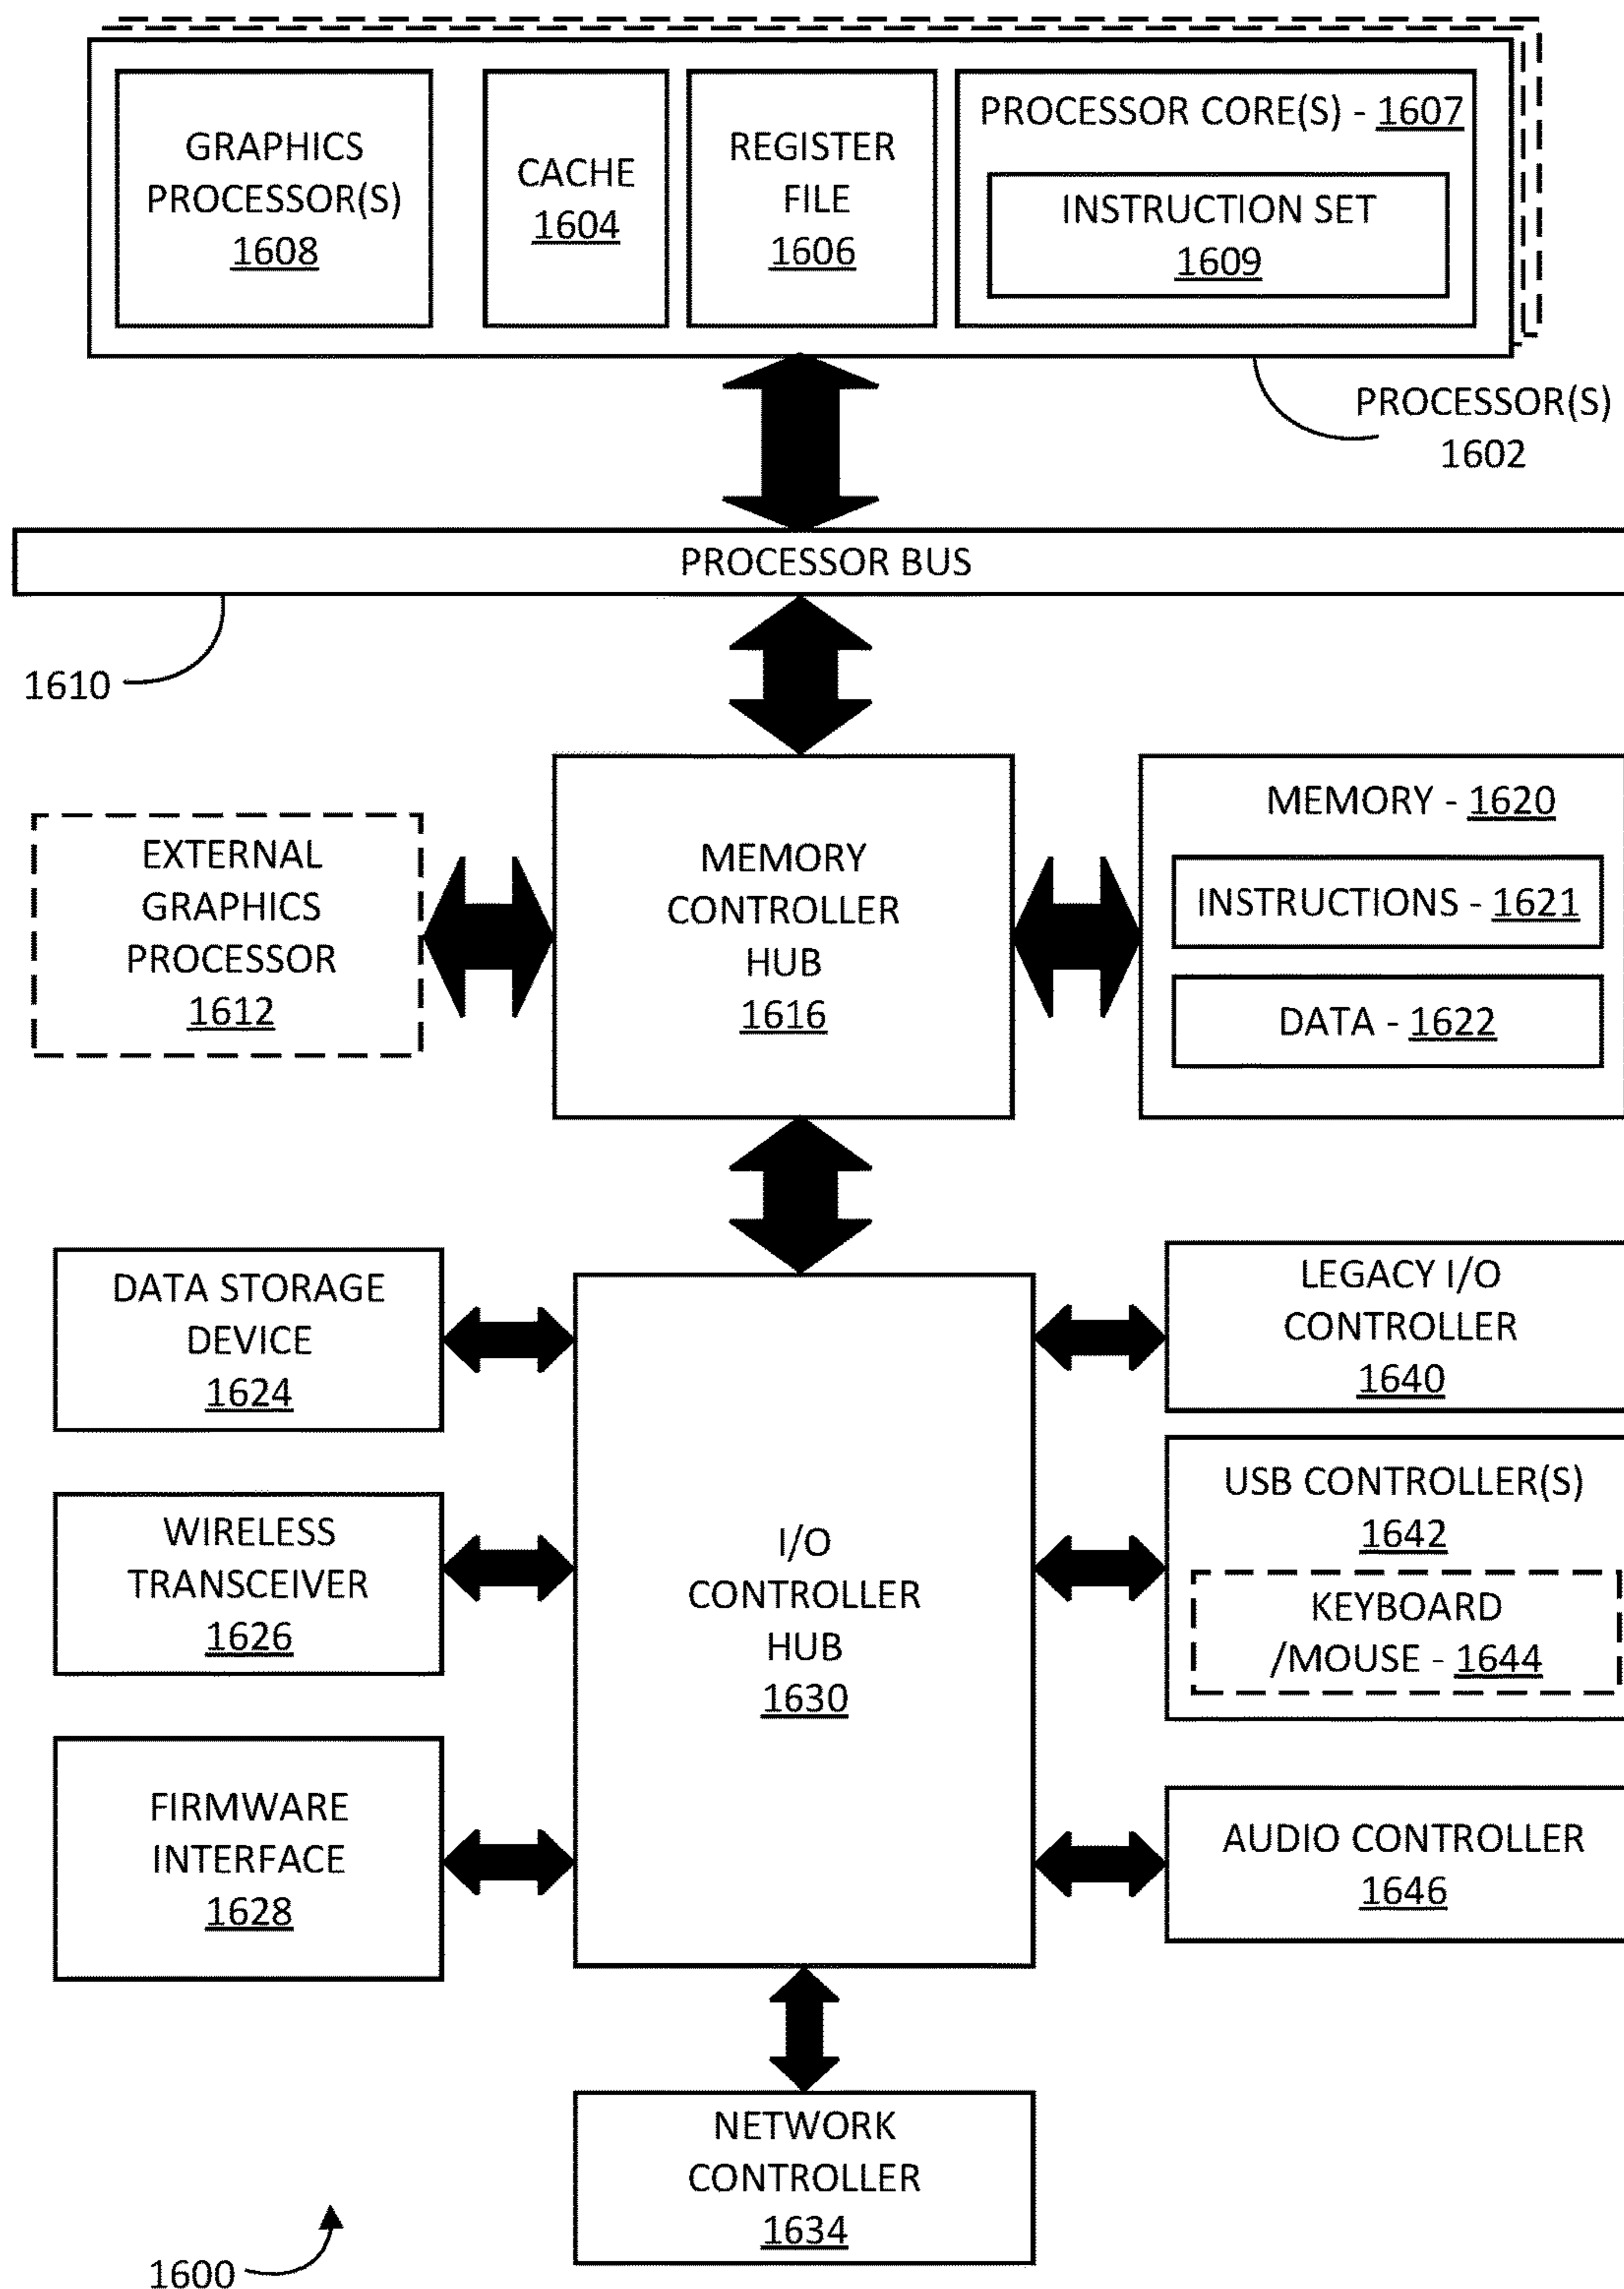 GRAPHICS
PROCESSOR(S)
1608
CACHE
1604
REGISTER
FILE
1606
PROCESSOR CORE(S) - 1607
INSTRUCTION SET
1609
PROCESSOR(S)
1602
PROCESSOR BUS
1610
EXTERNAL
GRAPHICS
PROCESSOR
1612
MEMORY
CONTROLLER
HUB
1616
MEMORY - 1620
INSTRUCTIONS - 1621
DATA - 1622
DATA STORAGE
DEVICE
1624
WIRELESS
TRANSCEIVER
1626
FIRMWARE
INTERFACE
1628
I/O
CONTROLLER
HUB
1630
LEGACY I/O
CONTROLLER
1640
USB CONTROLLER(S)
1642
KEYBOARD
/MOUSE - 1644
AUDIO CONTROLLER
1646
NETWORK
CONTROLLER
1634
1600